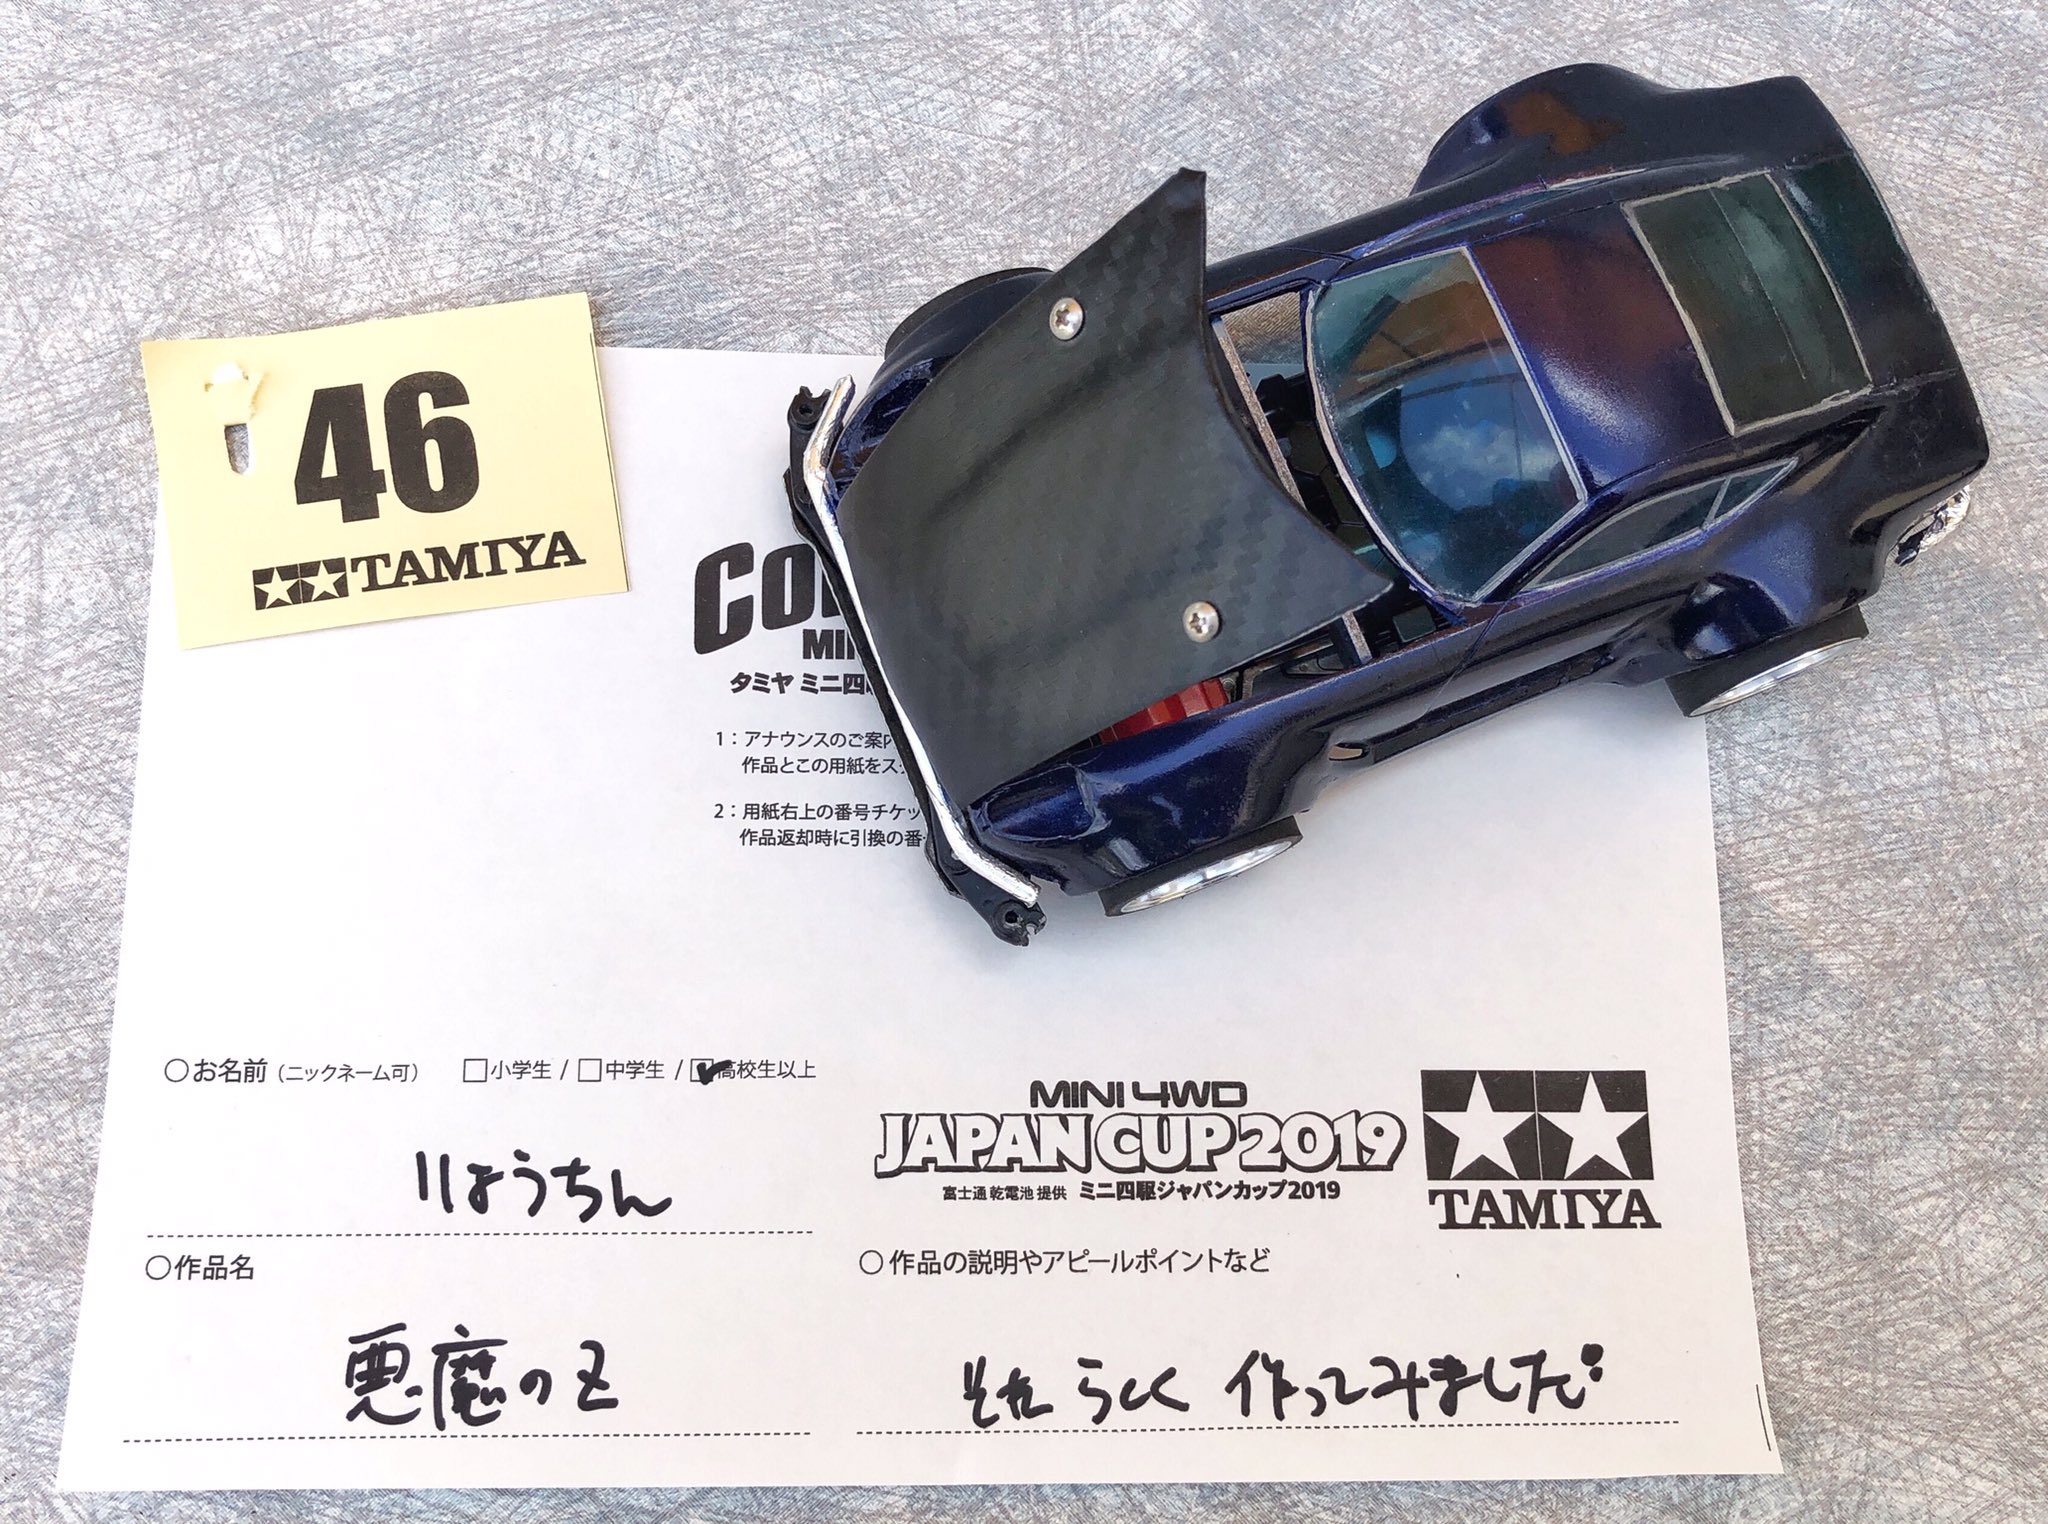 46
TAMIYA
Co
MIN
タミヤ ミニ四
1：アナウンスのご案内
作品とこの用紙をス
2：用紙右上の番号チケッ
作品返却時に引換の番
○お名前（ニックネーム可） □小学生 / □中学生 / □高校生以上
りょうちん
MINI 4WD
JAPAN CUP 2019
富士通 乾電池 提供 ミニ四駆ジャパンカップ2019
TAMIYA
○作品名
悪魔のZ
○作品の説明やアピールポイントなど
それらしく作ってみました